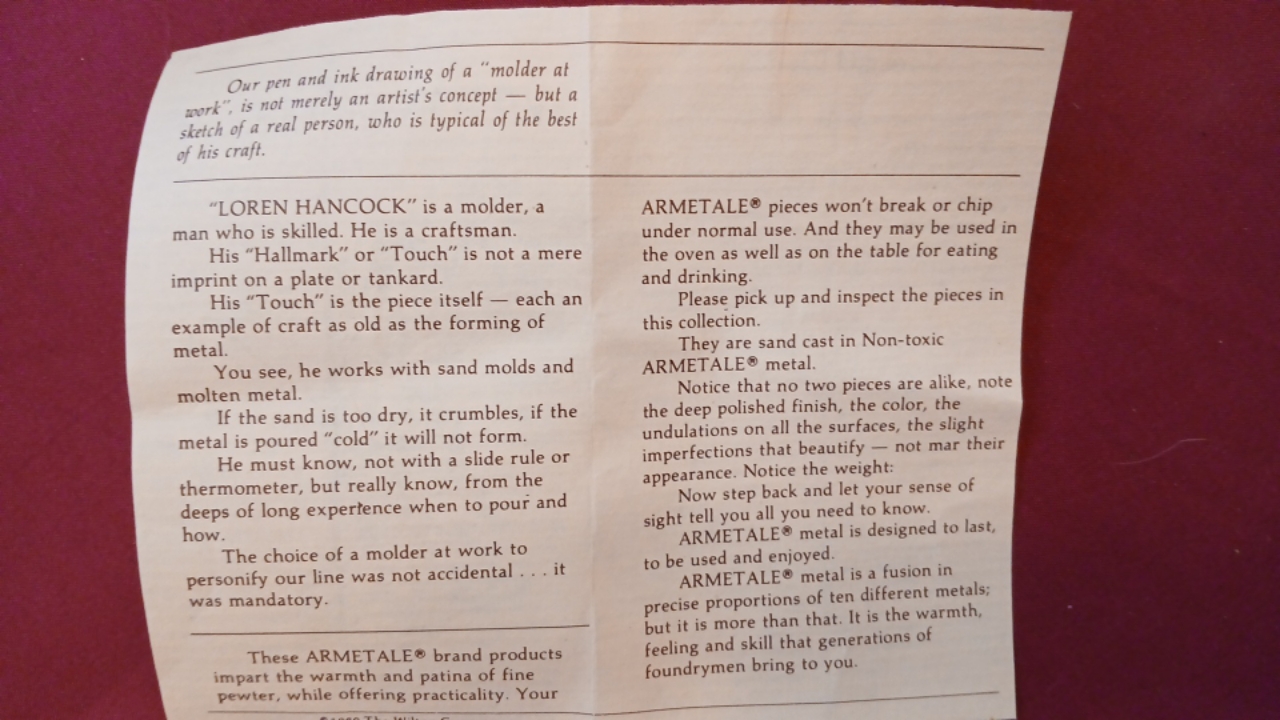 Our pen and ink drawing of a "molder at
work", is not merely an artist's concept — but a
sketch of a real person, who is typical of the best
of his craft.
"LOREN HANCOCK" is a molder, a
man who is skilled. He is a craftsman.
His "Hallmark" or "Touch" is not a mere
imprint on a plate or tankard.
His "Touch" is the piece itself — each an
example of craft as old as the forming of
metal.
You see, he works with sand molds and
molten metal.
If the sand is too dry, it crumbles, if the
metal is poured "cold" it will not form.
He must know, not with a slide rule or
thermometer, but really know, from the
deeps of long experience when to pour and
how.
The choice of a molder at work to
personify our line was not accidental . . . it
was mandatory.
These ARMETALE® brand products
impart the warmth and patina of fine
pewter, while offering practicality. Your
ARMETALE® pieces won't break or chip
under normal use. And they may be used in
the oven as well as on the table for eating
and drinking.
Please pick up and inspect the pieces in
this collection.
They are sand cast in Non-toxic
ARMETALE® metal.
Notice that no two pieces are alike, note
the deep polished finish, the color, the
undulations on all the surfaces, the slight
imperfections that beautify — not mar their
appearance. Notice the weight:
Now step back and let your sense of
sight tell you all you need to know.
ARMETALE® metal is designed to last,
to be used and enjoyed.
ARMETALE® metal is a fusion in
precise proportions of ten different metals;
but it is more than that. It is the warmth,
feeling and skill that generations of
foundrymen bring to you.